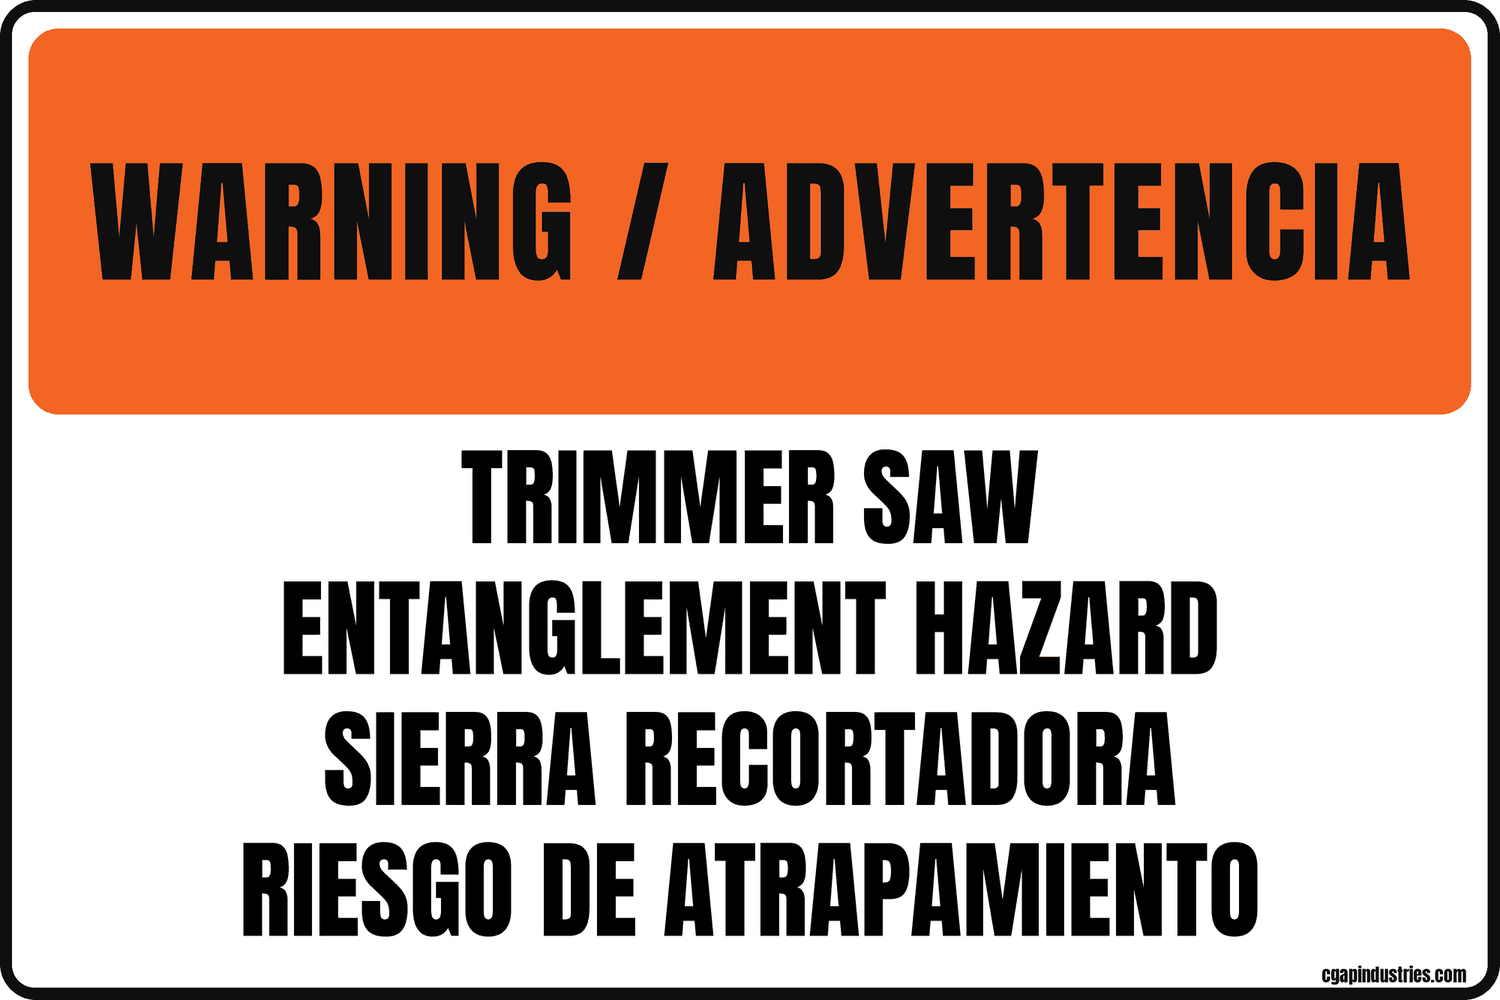 WARNING / ADVERTENCIA
TRIMMER SAW
ENTANGLEMENT HAZARD
SIERRA RECORTADORA
RIESGO DE ATRAPAMIENTO
cgapindustries.com